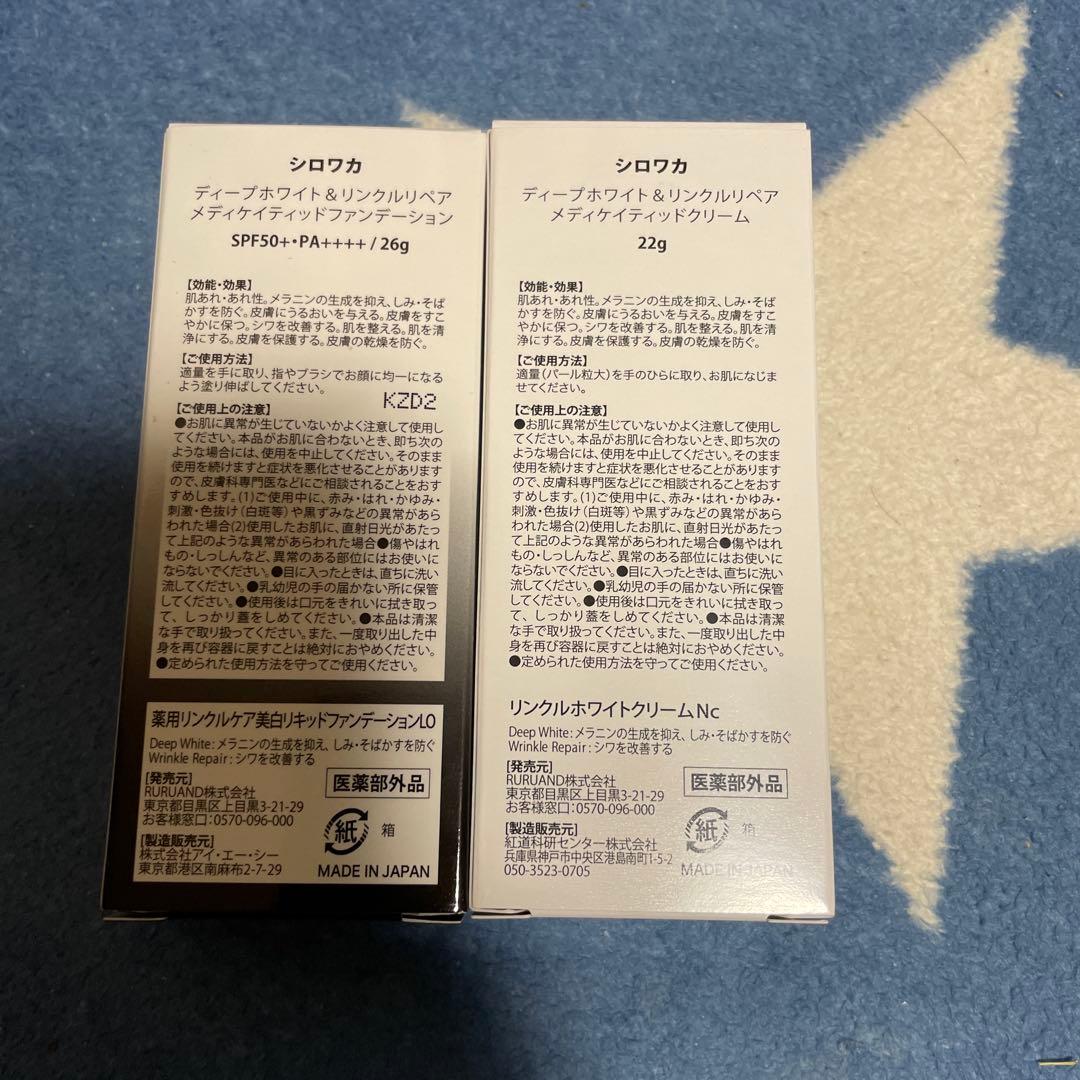 シロワカ
ディープホワイト&リンクルリペア
メディケイティッドファンデーション
SPF50+・PA++++ / 26g
【効能・効果】
肌あれ・あれ性。メラニンの生成を抑え、しみ・そば
かすを防ぐ。皮膚にうるおいを与える。皮膚をすこ
やかに保つ。シワを改善する。肌を整える。肌を清
浄にする。皮膚を保護する。皮膚の乾燥を防ぐ。
【ご使用方法】
適量を手に取り、指やブラシでお顔に均一になる
よう塗り伸ばしてください。
KZD2
【ご使用上の注意】
●お肌に異常が生じていないかよく注意して使用し
てください。本品がお肌に合わないとき、即ち次の
ような場合には、使用を中止してください。そのまま
使用を続けますと症状を悪化させることがあります
ので、皮膚科専門医などにご相談されることをおす
すめします。(1)ご使用中に、赤み・はれ・かゆみ・
刺激・色抜け(白斑等)や黒ずみなどの異常があら
われた場合(2)使用したお肌に、直射日光があたっ
て上記のような異常があらわれた場合●傷やはれ
もの・しっしんなど、異常のある部位にはお使いに
ならないでください。●目に入ったときは、直ちに洗い
流してください。●乳幼児の手の届かない所に保管
してください。●使用後は口元をきれいに拭き取っ
て、しっかり蓋をしめてください。●本品は清潔
な手で取り扱ってください。また、一度取り出した中
身を再び容器に戻すことは絶対におやめください。
●定められた使用方法を守ってご使用ください。
薬用リンクルケア美白リキッドファンデーションLO
Deep White : メラニンの生成を抑え、しみ・そばかすを防ぐ
Wrinkle Repair : シワを改善する
[発売元]
RURUAND株式会社
東京都目黒区上目黒3-21-29
お客様窓口:0570-096-000
医薬部外品
[製造販売元]
株式会社アイ・エー・シー
東京都港区南麻布2-7-29
紙
箱
MADE IN JAPAN
シロワカ
ディープホワイト&リンクルリペア
メディケイティッドクリーム
22g
【効能・効果】
肌あれ・あれ性。メラニンの生成を抑え、しみ・そば
かすを防ぐ。皮膚にうるおいを与える。皮膚をすこ
やかに保つ。シワを改善する。肌を整える。肌を清
浄にする。皮膚を保護する。皮膚の乾燥を防ぐ。
【ご使用方法】
適量(パール粒大)を手のひらに取り、お肌になじま
せてください。
【ご使用上の注意】
●お肌に異常が生じていないかよく注意して使用し
てください。本品がお肌に合わないとき、即ち次の
ような場合には、使用を中止してください。そのまま
使用を続けますと症状を悪化させることがあります
ので、皮膚科専門医などにご相談されることをおす
すめします。(1)ご使用中に、赤み・はれ・かゆみ・
刺激・色抜け(白斑等)や黒ずみなどの異常があら
われた場合(2)使用したお肌に、直射日光があたっ
て上記のような異常があらわれた場合●傷やはれ
もの・しっしんなど、異常のある部位にはお使いに
ならないでください。●目に入ったときは、直ちに洗い
流してください。●乳幼児の手の届かない所に保管
してください。●使用後は口元をきれいに拭き取っ
て、しっかり蓋をしめてください。●本品は清潔
な手で取り扱ってください。また、一度取り出した中
身を再び容器に戻すことは絶対におやめください。
●定められた使用方法を守ってご使用ください。
リンクルホワイトクリームNc
Deep White : メラニンの生成を抑え、しみ・そばかすを防ぐ
Wrinkle Repair : シワを改善する
[発売元]
RURUAND株式会社
東京都目黒区上目黒3-21-29
お客様窓口:0570-096-000
医薬部外品
[製造販売元]
紅道科研センター株式会社
兵庫県神戸市中央区港島南町1-5-2
050-3523-0705
紙
箱
MADE IN JAPAN